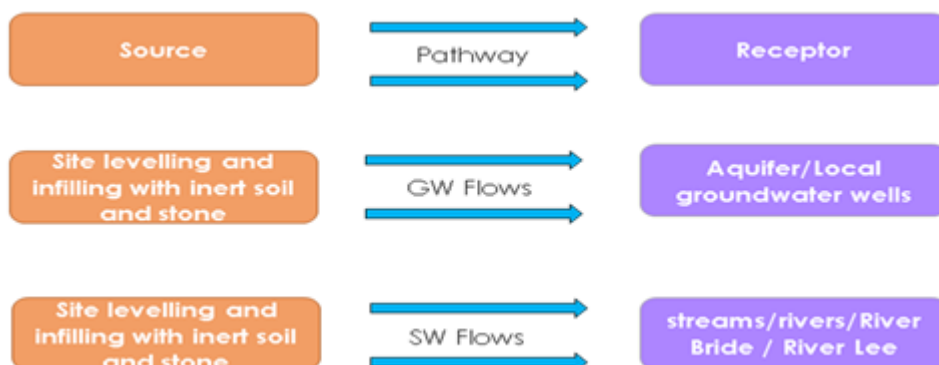 Source
Pathway
Receptor
Site levelling and
infilling with inert soil
and stone
GW Flows
Aquifer/Local
groundwater wells
Site levelling and
infilling with inert soil
and stone
SW Flows
streams/rivers/River
Bride / River Lee